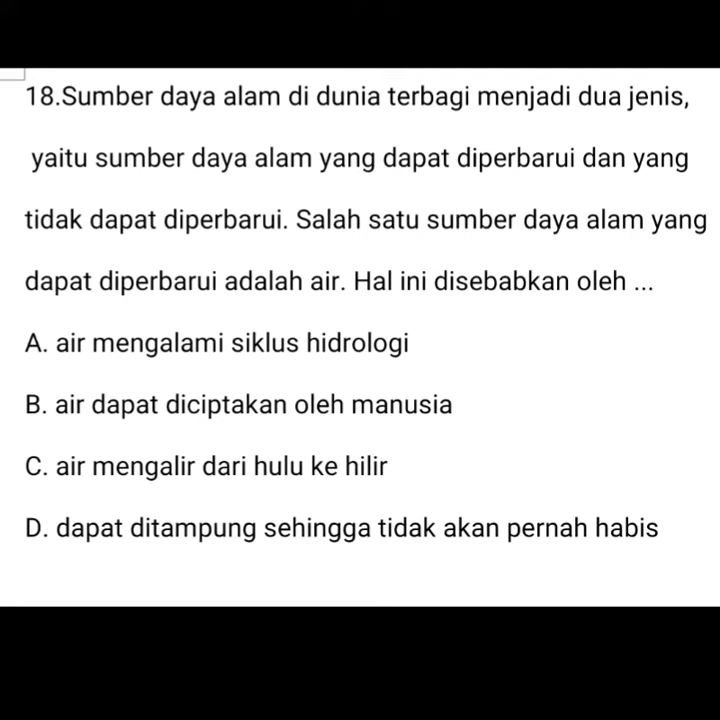 18.Sumber daya alam di dunia terbagi menjadi dua jenis,
yaitu sumber daya alam yang dapat diperbarui dan yang
tidak dapat diperbarui. Salah satu sumber daya alam yang
dapat diperbarui adalah air. Hal ini disebabkan oleh ...
A. air mengalami siklus hidrologi
B. air dapat diciptakan oleh manusia
C. air mengalir dari hulu ke hilir
D. dapat ditampung sehingga tidak akan pernah habis